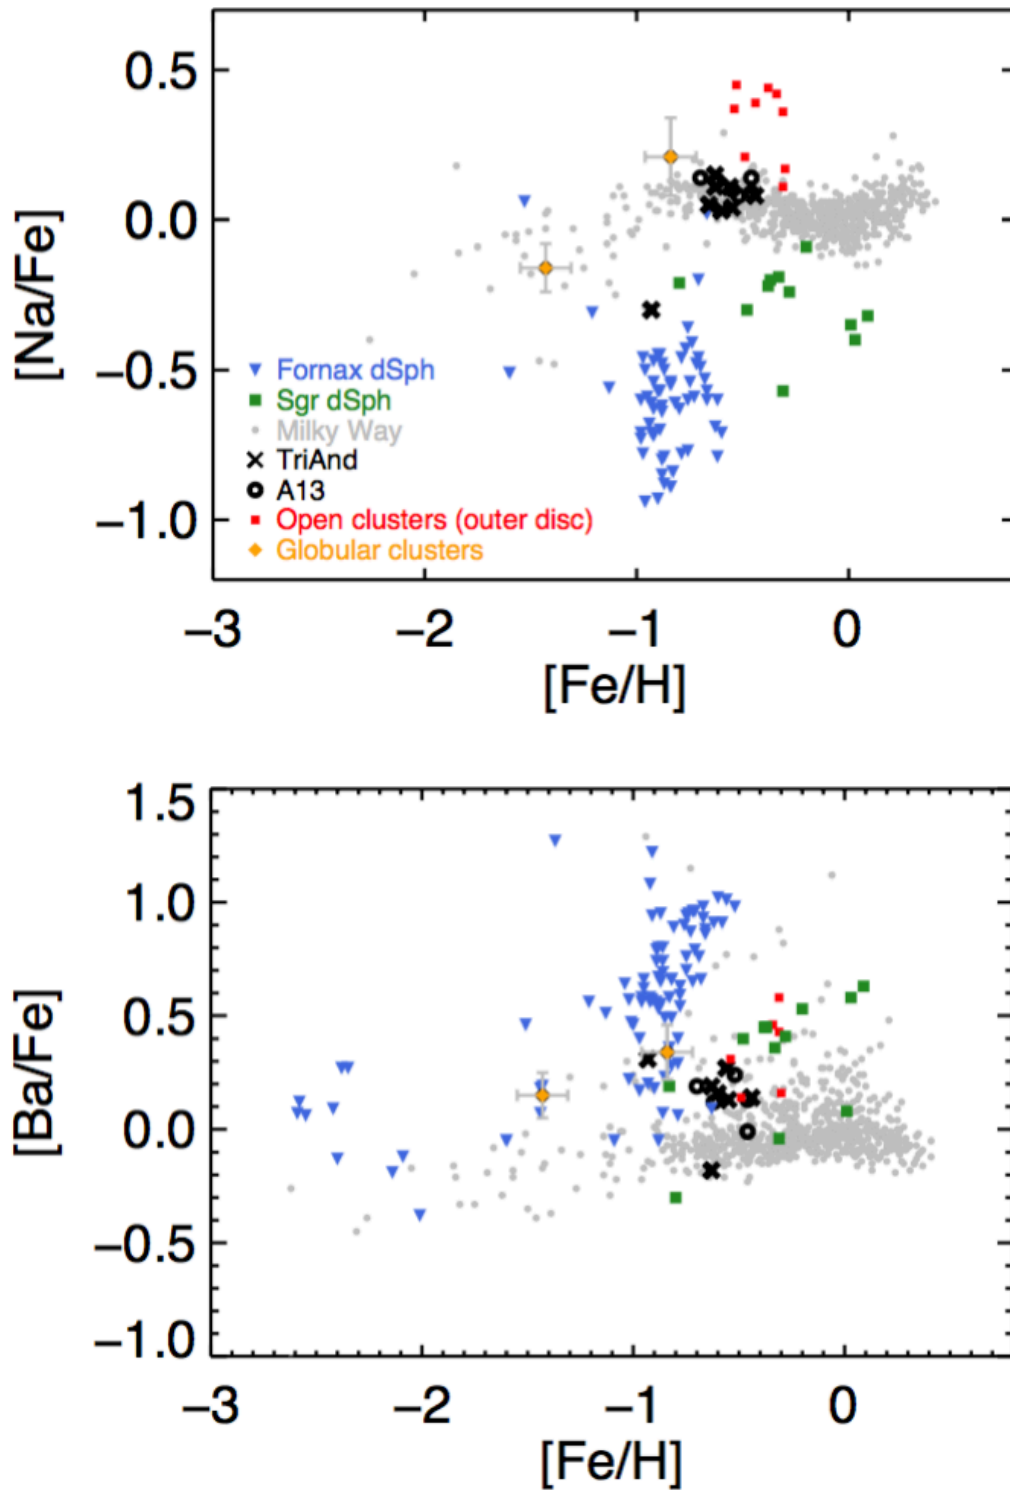 0.5
0.0
−0.5
−1.0
[Na/Fe]
Fornax dSph
Sgr dSph
Milky Way
TriAnd
A13
Open clusters (outer disc)
Globular clusters
−3 −2 −1 0
[Fe/H]
1.5
1.0
0.5
0.0
−0.5
−1.0
[Ba/Fe]
−3 −2 −1 0
[Fe/H]